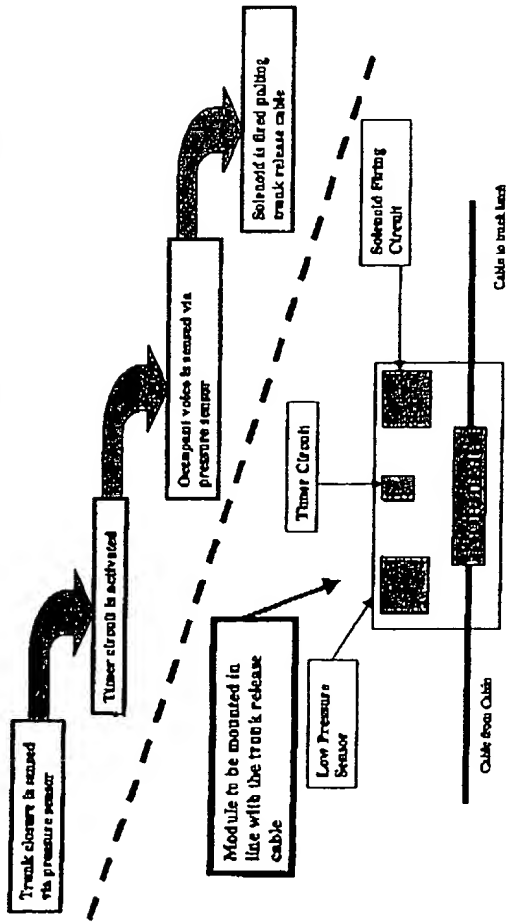 Trunk closure is sensed
via pressure sensor
Timer circuit is activated
Occupant voice is sensed via
pressure sensor
Solenoid is fired pulling
trunk release cable
Module to be mounted in
line with the trunk release
cable
Low Pressure
Sensor
Timer Circuit
Solenoid Firing
Circuit
Cable from Cabin
Cable to trunk latch